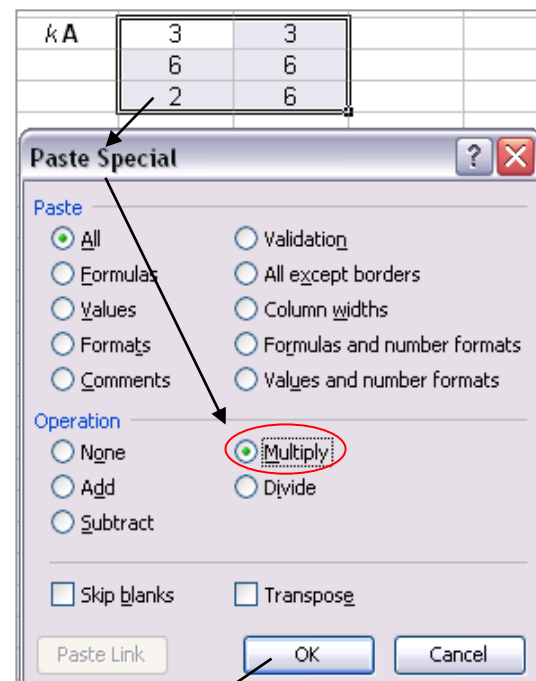 kA 3 3
6 6
2 6
Paste Special
Paste
All Validation
Formulas All except borders
Values Column widths
Formats Formulas and number formats
Comments Values and number formats
Operation
None Multiply
Add Divide
Subtract
Skip blanks Transpose
Paste Link OK Cancel